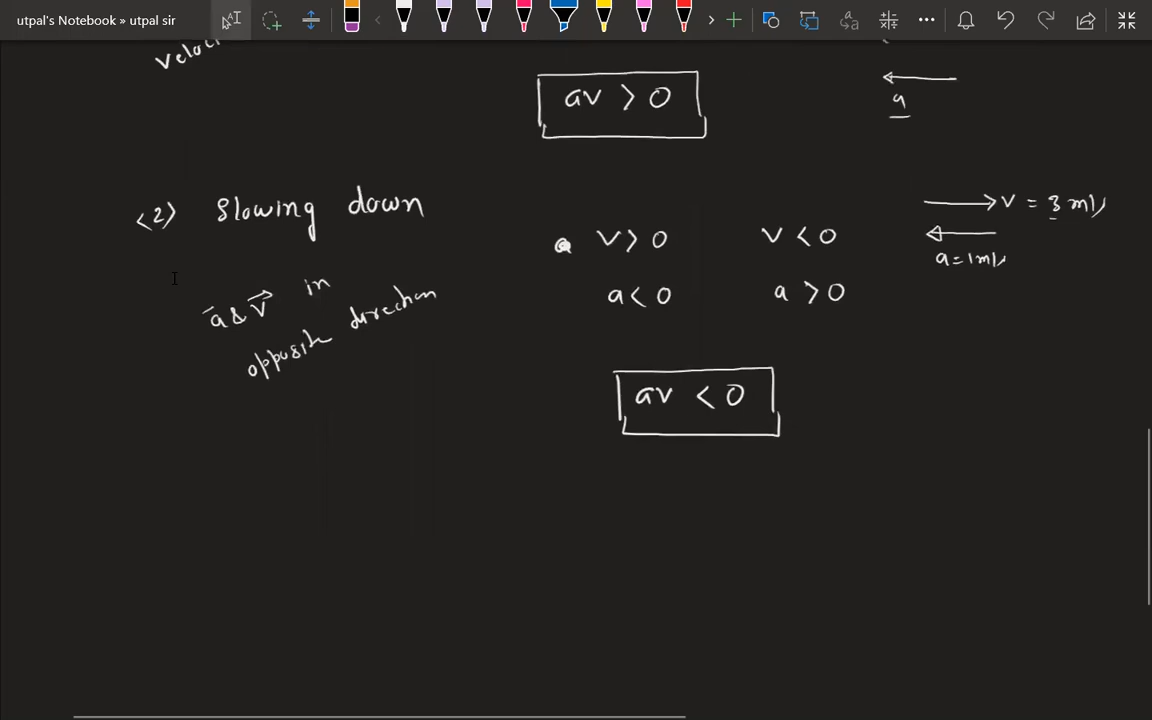 utpal's Notebook » utpal sir
av > 0
a
<2> Slowing down
v > 0
v < 0
v = 3 m/s
a < 0
a > 0
a = 1m/s
a & v in
opposite direction
av < 0